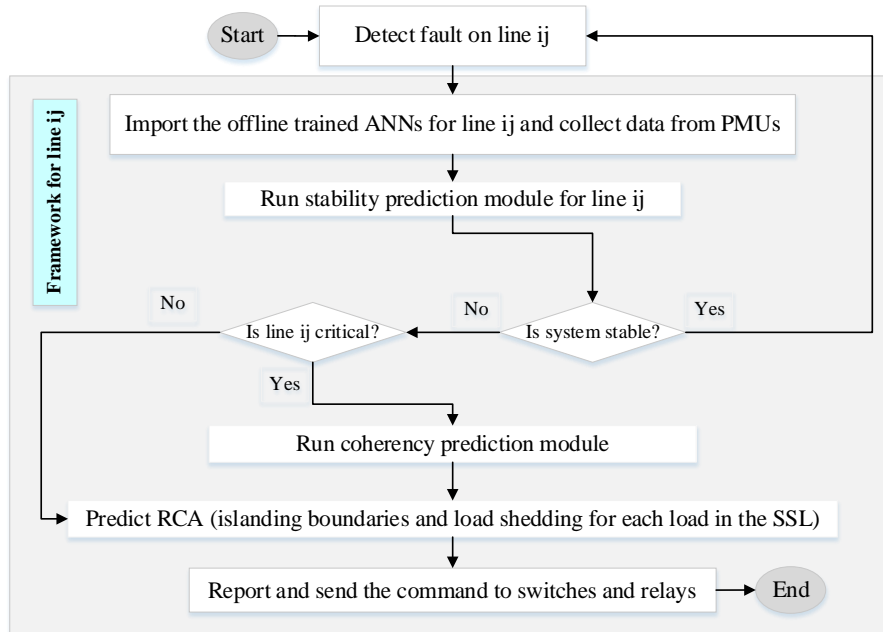 Start
Detect fault on line ij
Framework for line ij
Import the offline trained ANNs for line ij and collect data from PMUs
Run stability prediction module for line ij
No
Is line ij critical?
No
Is system stable?
Yes
Yes
Run coherency prediction module
Predict RCA (islanding boundaries and load shedding for each load in the SSL)
Report and send the command to switches and relays
End